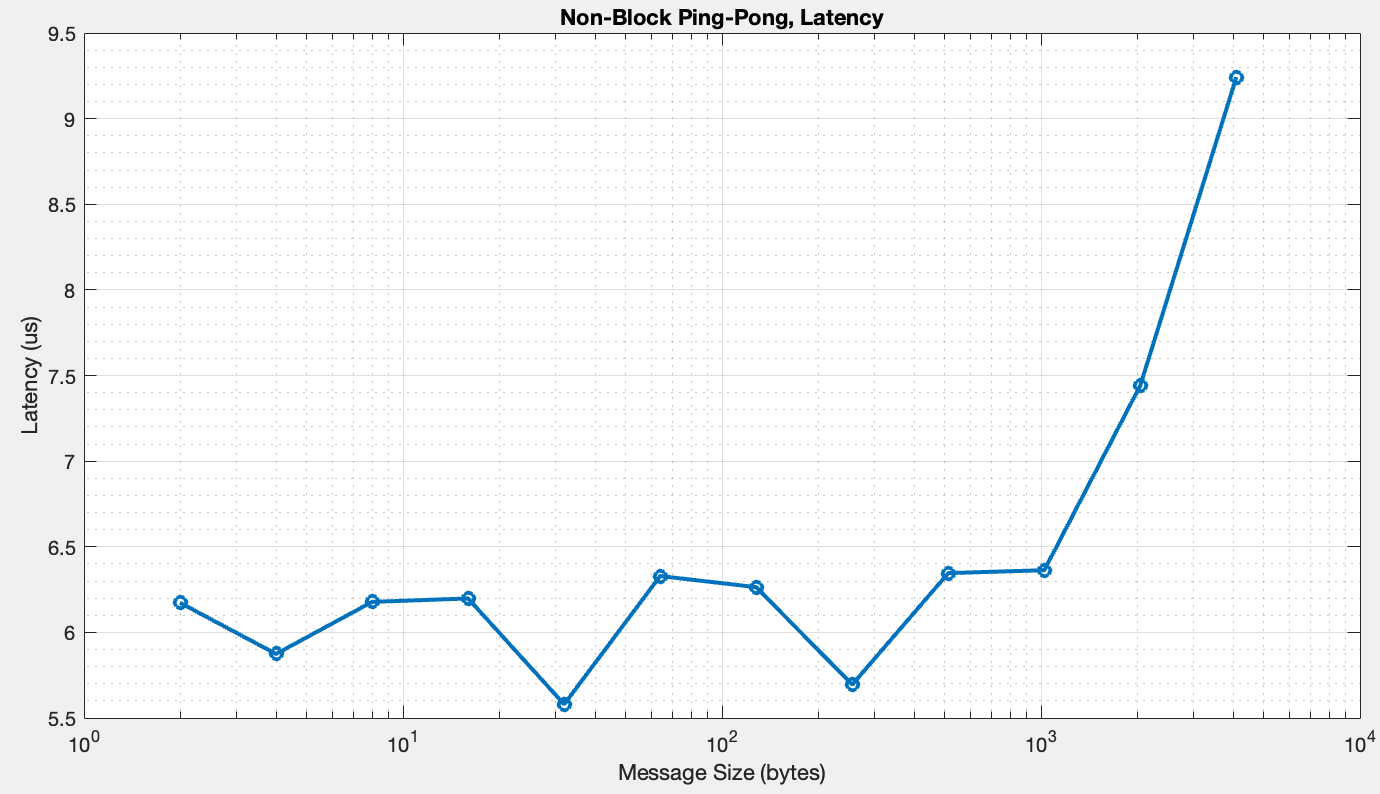 Non-Block Ping-Pong, Latency
9.5
9
8.5
8
7.5
7
6.5
6
5.5
Latency (us)
10^0 10^1 10^2 10^3 10^4
Message Size (bytes)